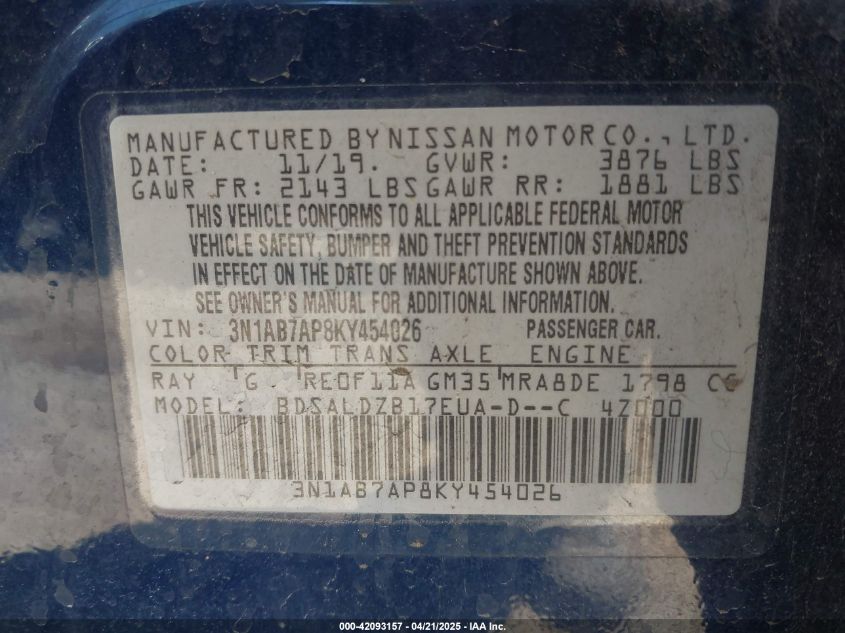 MANUFACTURED BY NISSAN MOTOR CO., LTD.
DATE: 11/19. GVWR: 3876 LBS
GAWR FR: 2143 LBS GAWR RR: 1881 LBS
THIS VEHICLE CONFORMS TO ALL APPLICABLE FEDERAL MOTOR
VEHICLE SAFETY, BUMPER AND THEFT PREVENTION STANDARDS
IN EFFECT ON THE DATE OF MANUFACTURE SHOWN ABOVE.
SEE OWNER'S MANUAL FOR ADDITIONAL INFORMATION.
VIN: 3N1AB7AP8KY454026 PASSENGER CAR.
COLOR TRIM TRANS AXLE ENGINE
RAY G RE0F11A GM35 MRA8DE 1798 CC
MODEL: BDSALDZB17EUA-D--C 4Z000
3N1AB7AP8KY454026
000-42093157 - 04/21/2025 - IAA Inc.